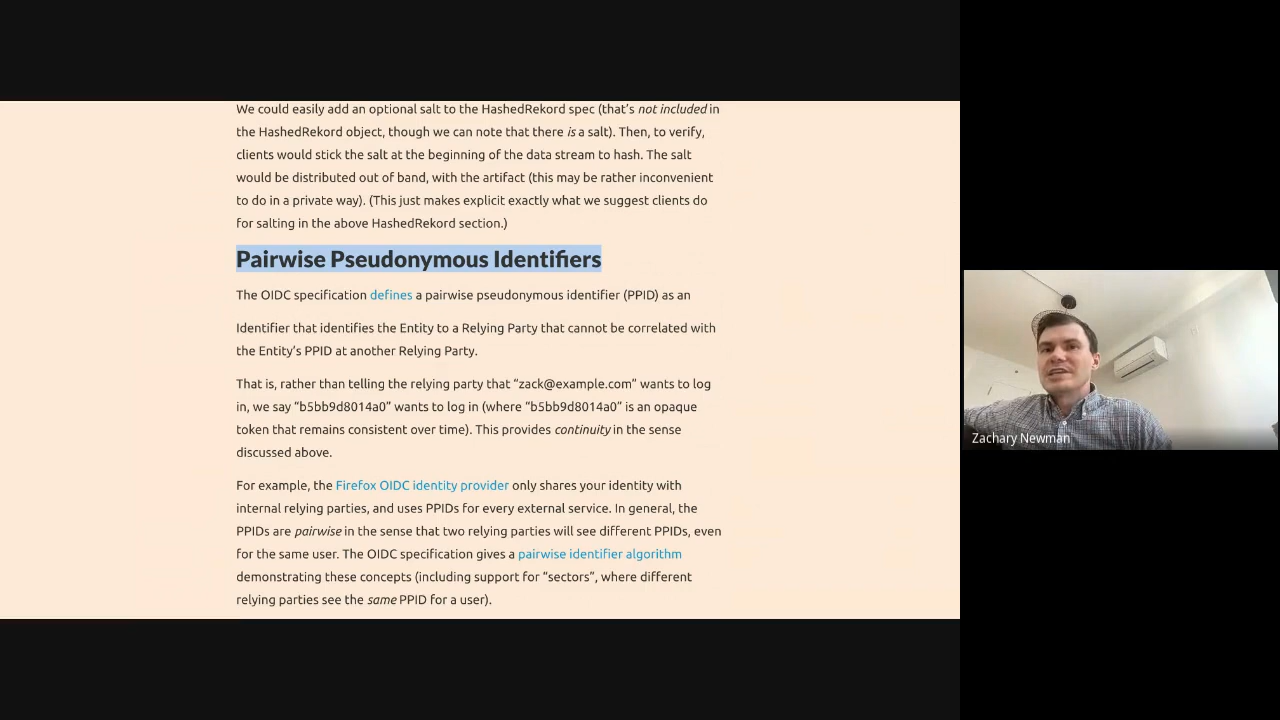 We could easily add an optional salt to the HashedRekord spec (that's not included in
the HashedRekord object, though we can note that there is a salt). Then, to verify,
clients would stick the salt at the beginning of the data stream to hash. The salt
would be distributed out of band, with the artifact (this may be rather inconvenient
to do in a private way). (This just makes explicit exactly what we suggest clients do
for salting in the above HashedRekord section.)
Pairwise Pseudonymous Identifiers
The OIDC specification defines a pairwise pseudonymous identifier (PPID) as an
Identifier that identifies the Entity to a Relying Party that cannot be correlated with
the Entity's PPID at another Relying Party.
That is, rather than telling the relying party that “zack@example.com” wants to log
in, we say “b5bb9d8014a0” wants to log in (where “b5bb9d8014a0” is an opaque
token that remains consistent over time). This provides continuity in the sense
discussed above.
For example, the Firefox OIDC identity provider only shares your identity with
internal relying parties, and uses PPIDs for every external service. In general, the
PPIDs are pairwise in the sense that two relying parties will see different PPIDs, even
for the same user. The OIDC specification gives a pairwise identifier algorithm
demonstrating these concepts (including support for “sectors”, where different
relying parties see the same PPID for a user).
Zachary Newman